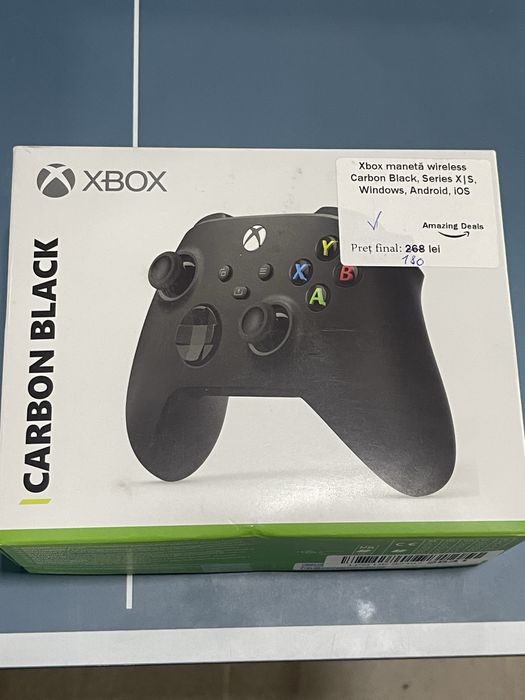 XBOX
CARBON BLACK
Xbox manetă wireless
Carbon Black, Series X|S,
Windows, Android, iOS
Amazing Deals
Preț final: 268 lei
180
Y
X
B
A